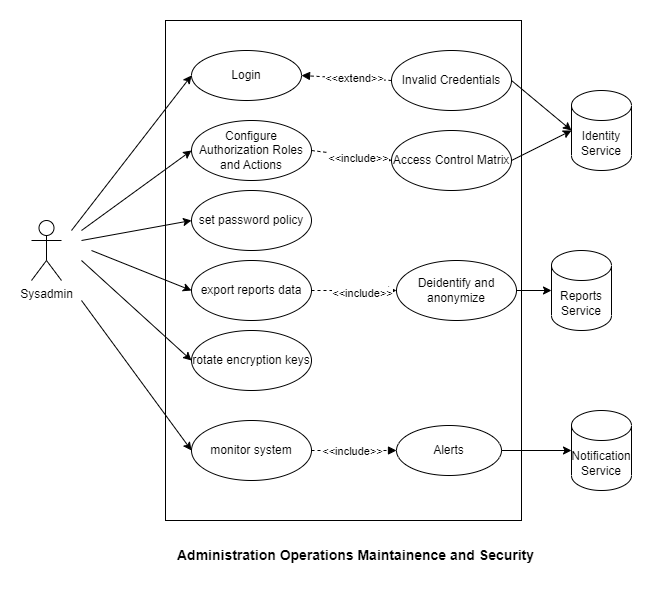 Login
<<extend>>
Invalid Credentials
Configure
Authorization Roles
and Actions
<<include>>
Access Control Matrix
Identity
Service
set password policy
Sysadmin
export reports data
<<include>>
Deidentify and
anonymize
Reports
Service
rotate encryption keys
monitor system
<<include>>
Alerts
Notification
Service
Administration Operations Maintainence and Security